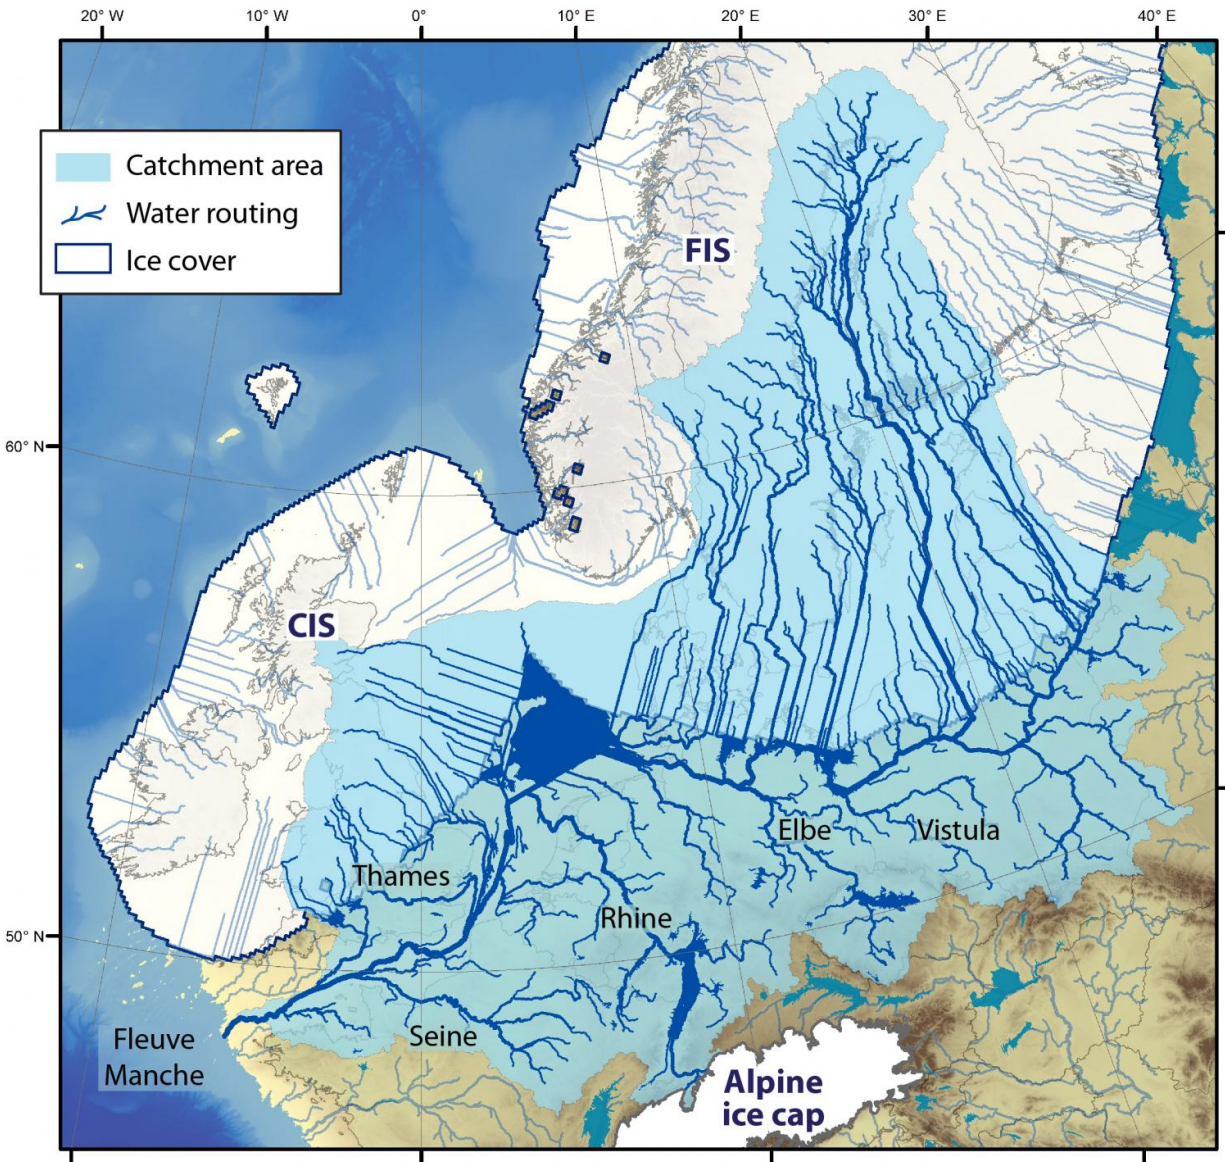 20° W
10° W
0°
10° E
20° E
30° E
40° E
Catchment area
Water routing
Ice cover
FIS
60° N
CIS
Elbe
Vistula
Thames
Rhine
50° N
Seine
Fleuve
Manche
Alpine
ice cap